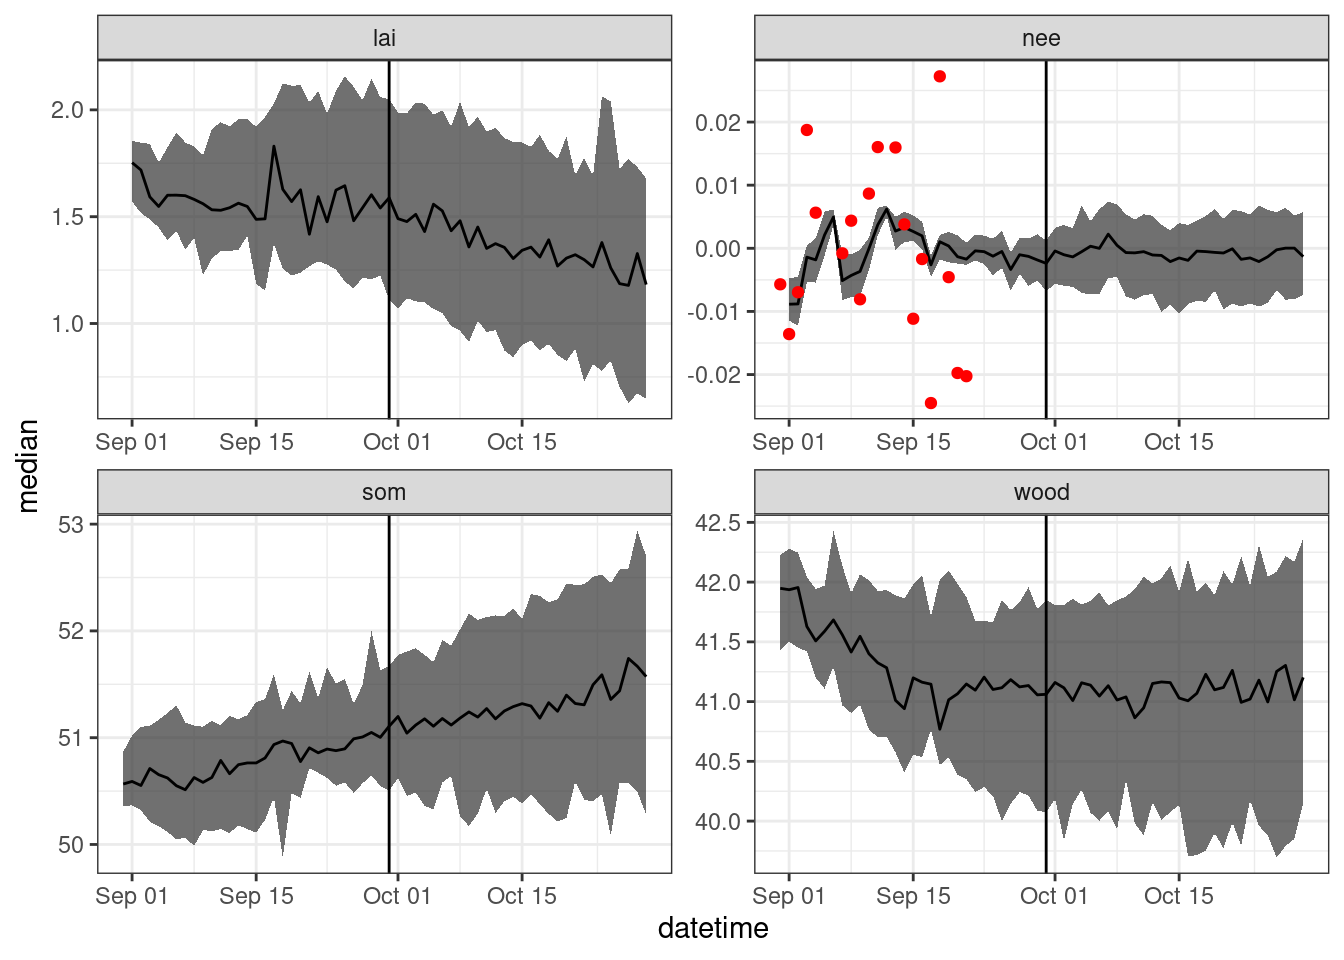 lai
nee
2.0
1.5
1.0
0.02
0.01
0.00
-0.01
-0.02
Sep 01 Sep 15 Oct 01 Oct 15
Sep 01 Sep 15 Oct 01 Oct 15
median
som
wood
53
52
51
50
42.5
42.0
41.5
41.0
40.5
40.0
Sep 01 Sep 15 Oct 01 Oct 15
Sep 01 Sep 15 Oct 01 Oct 15
datetime